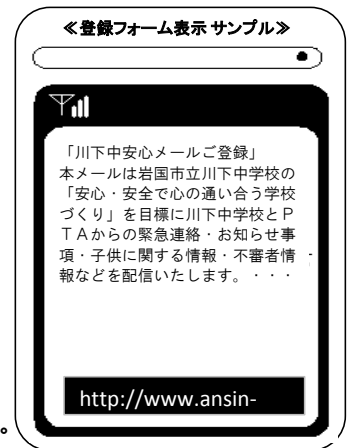 ≪登録フォーム表示サンプル≫
「川下中安心メールご登録」
本メールは岩国市立川下中学校の
「安心・安全で心の通い合う学校
づくり」を目標に川下中学校とＰ
ＴＡからの緊急連絡・お知らせ事
項・子供に関する情報・不審者情
報などを配信いたします。・・・
http://www.ansin-
。